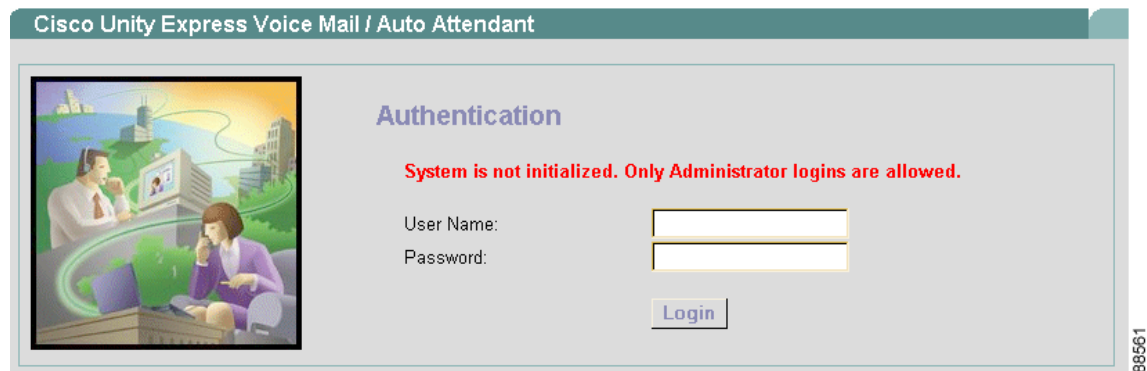 Cisco Unity Express Voice Mail / Auto Attendant
Authentication
System is not initialized. Only Administrator logins are allowed.
User Name:
Password:
Login
88561